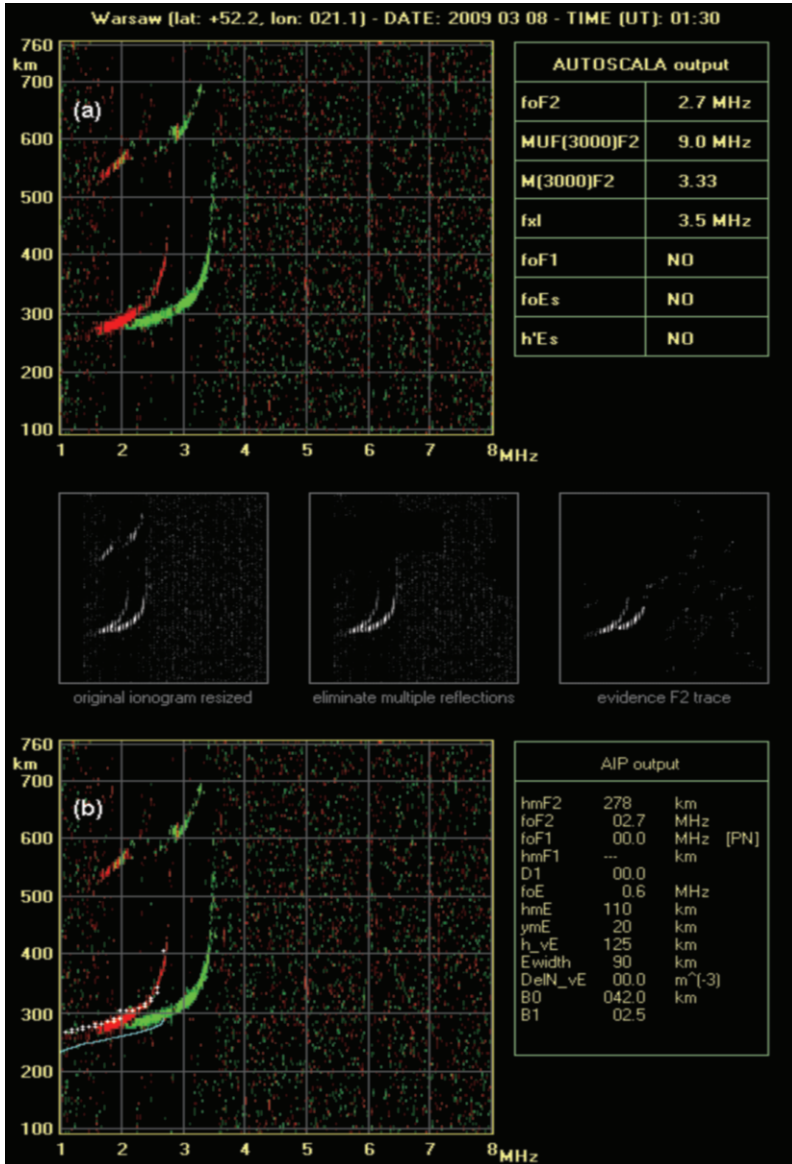 Warsaw (lat: +52.2, lon: 021.1) - DATE: 2009 03 08 - TIME (UT): 01:30
760
km
700
600
500
400
300
200
100
(a)
1 2 3 4 5 6 7 8 MHz
AUTOSCALA output
foF2 2.7 MHz
MUF(3000)F2 9.0 MHz
M(3000)F2 3.33
fxI 3.5 MHz
foF1 NO
foEs NO
h'Es NO
original ionogram resized
eliminate multiple reflections
evidence F2 trace
760
km
700
600
500
400
300
200
100
(b)
1 2 3 4 5 6 7 8 MHz
AIP output
hmF2 278 km
foF2 02.7 MHz
foF1 00.0 MHz [PN]
hmF1 --- km
D1 00.0
foE 0.6 MHz
hmE 110 km
ymE 20 km
h_vE 125 km
Ewidth 90 km
DelN_vE 00.0 m^(-3)
B0 042.0 km
B1 02.5